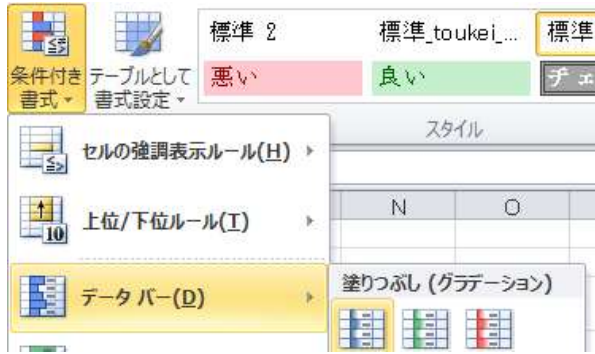 標準 2
標準_toukei_...
標準
条件付き
書式
テーブルとして
書式設定
悪い
良い
チェ
スタイル
セルの強調表示ルール(H)
N
O
上位/下位ルール(T)
10
データ バー(D)
塗りつぶし (グラデーション)